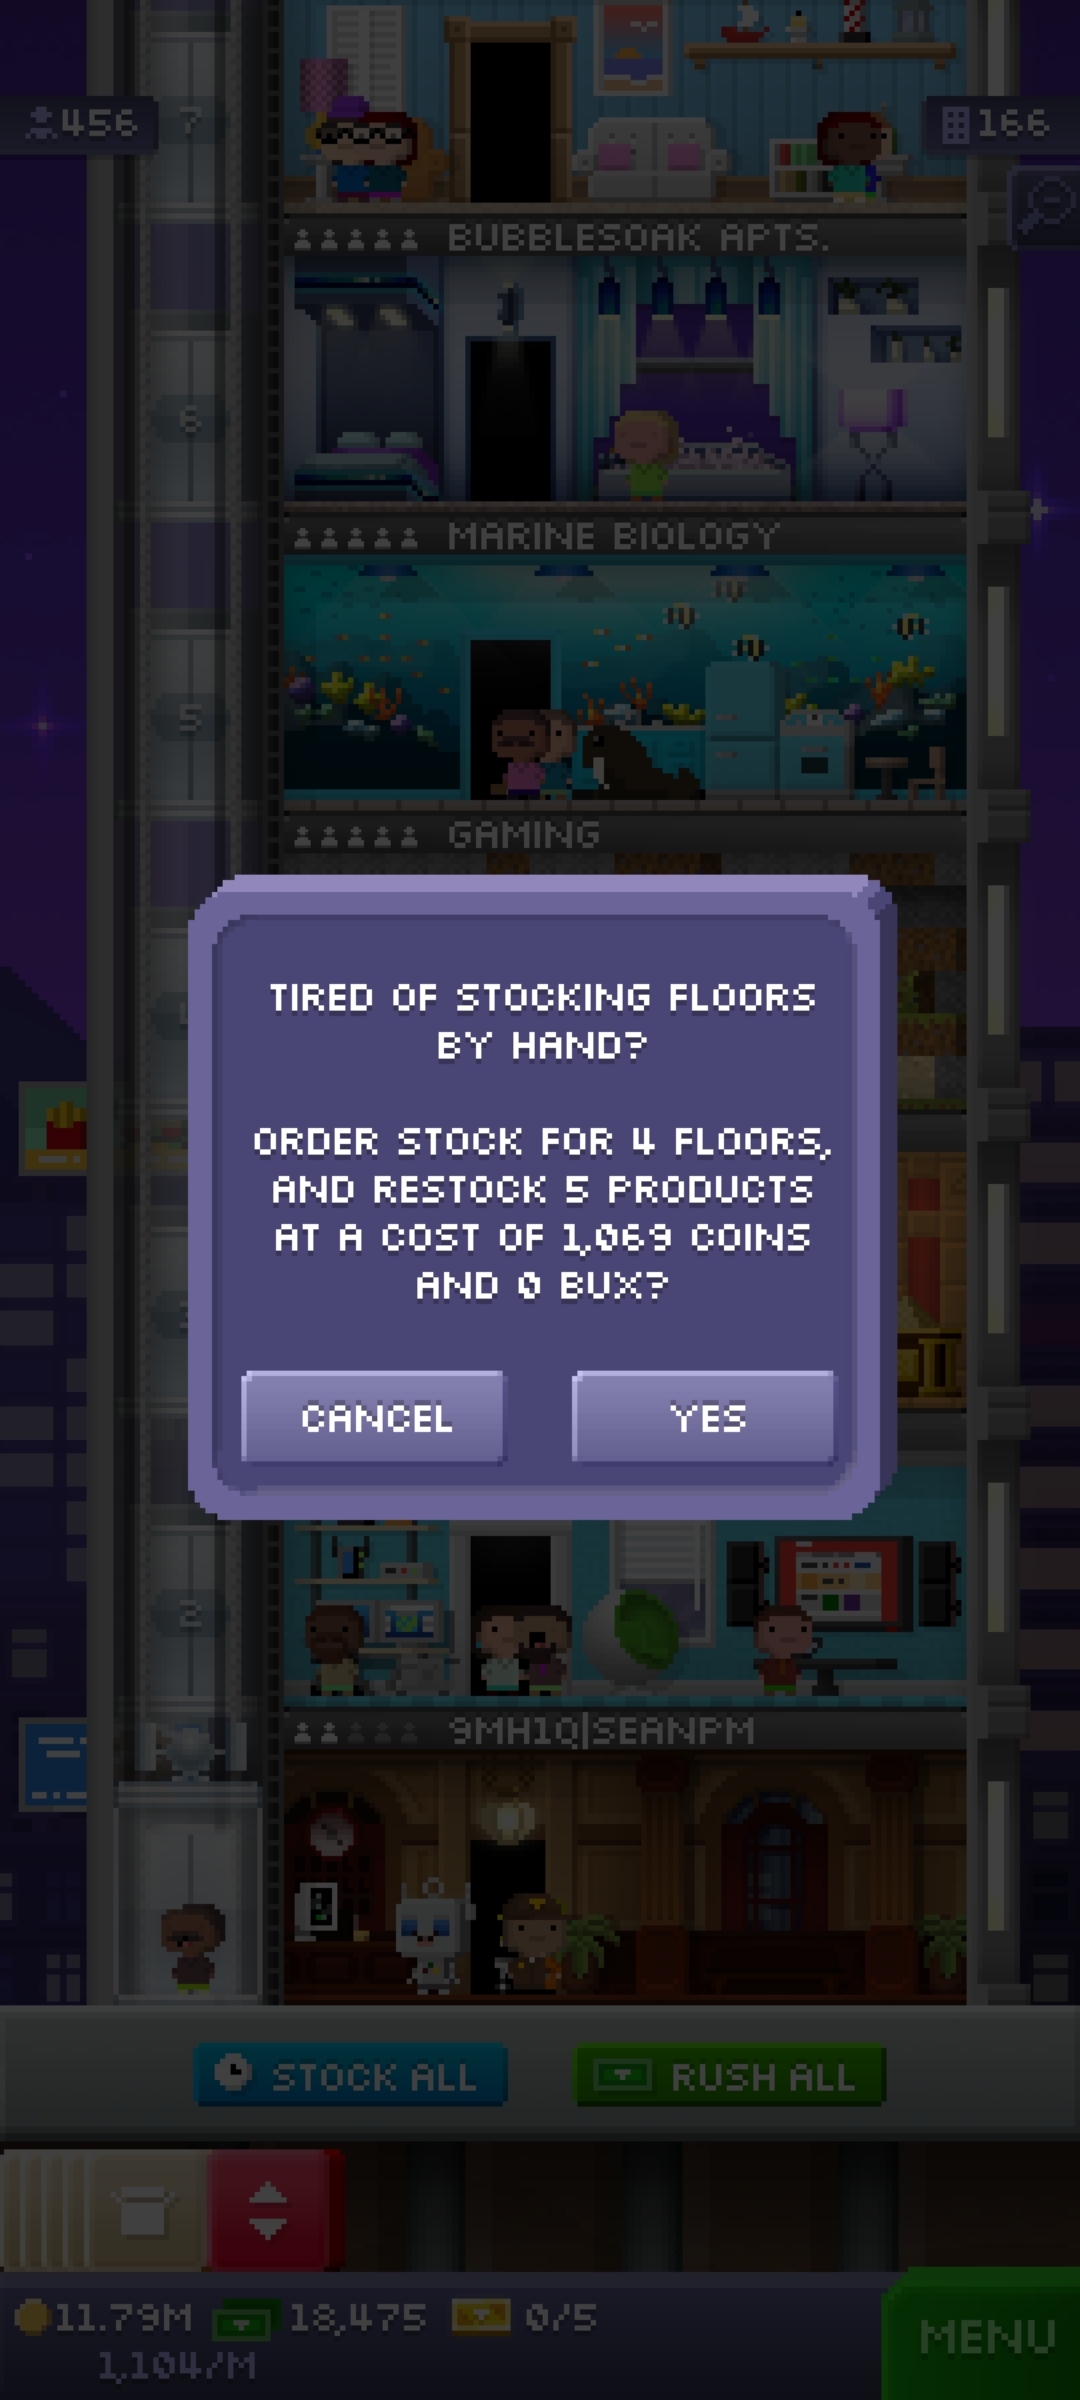 7
456
166
BUBBLESOAK APTS.
6
MARINE BIOLOGY
5
GAMING
TIRED OF STOCKING FLOORS
BY HAND?
ORDER STOCK FOR 4 FLOORS,
AND RESTOCK 5 PRODUCTS
AT A COST OF 1,069 COINS
AND 0 BUX?
CANCEL
YES
2
9MH1Q|SEANPM
STOCK ALL
RUSH ALL
11.79M
18,475
0/5
1,104/M
MENU